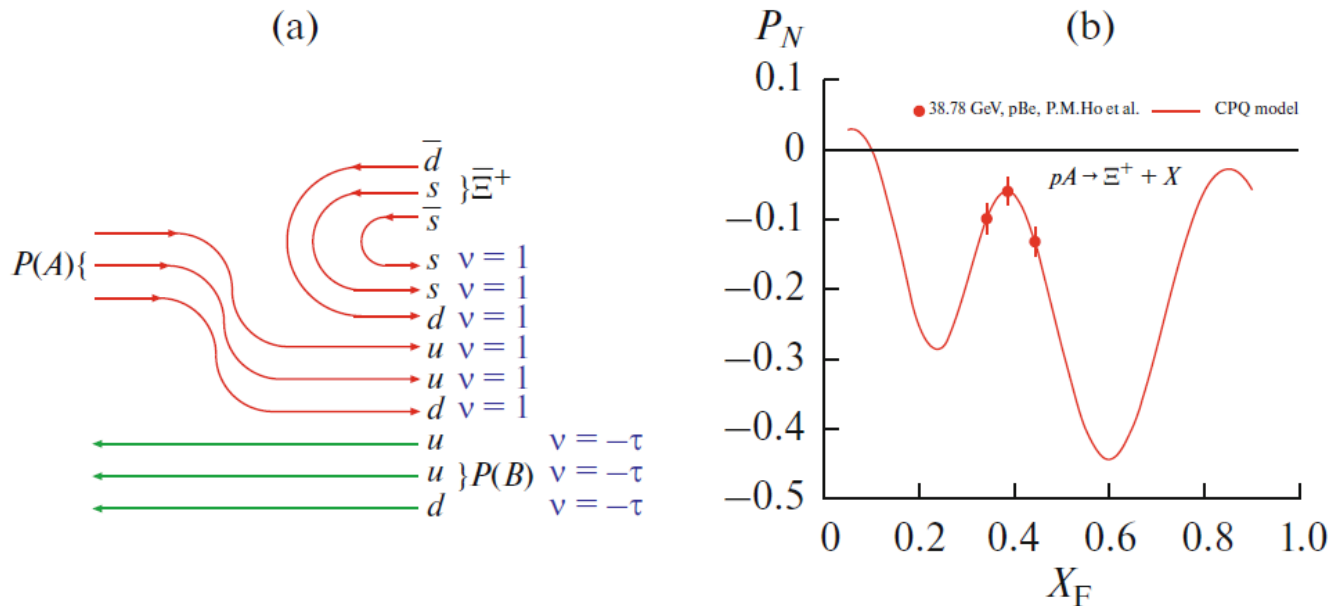 (a)
d̅
s }Ξ̅⁺
s̅
s ν = 1
P(A){
s ν = 1
d ν = 1
u ν = 1
u ν = 1
d ν = 1
u ν = −τ
u }P(B) ν = −τ
d ν = −τ
P_N (b)
0.1
38.78 GeV, pBe, P.M.Ho et al. CPQ model
0
pA → Ξ⁺ + X
−0.1
−0.2
−0.3
−0.4
−0.5
0 0.2 0.4 0.6 0.8 1.0
X_F